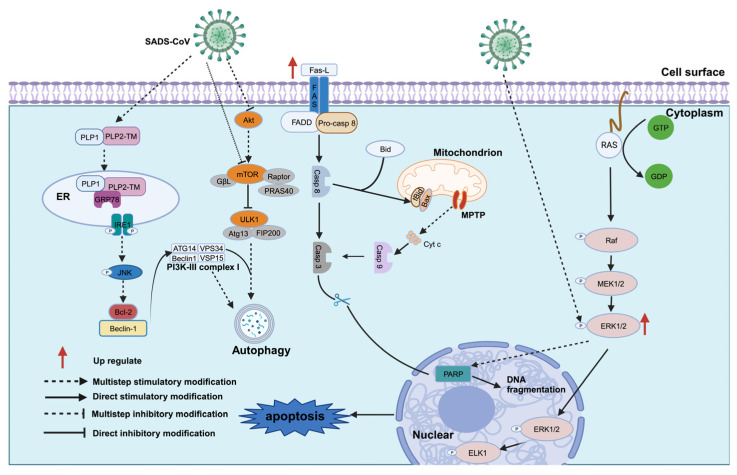 SADS-CoV
Cell surface
Cytoplasm
PLP1
PLP2-TM
PLP1
PLP2-TM
GRP78
ER
IRE1
P
P
P
JNK
Bcl-2
Beclin-1
Akt
mTOR
GβL
Raptor
PRAS40
ULK1
Atg13
FIP200
ATG14 VPS34
Beclin1 VSP15
PI3K-III complex I
Autophagy
Fas-L
FAS
FADD
Pro-casp 8
Casp 8
Bid
Mitochondrion
tBid
Bax
MPTP
Cyt c
Casp 9
Casp 3
RAS
GTP
GDP
P
Raf
P
MEK1/2
P
ERK1/2
PARP
DNA
fragmentation
P
ERK1/2
P
ELK1
Nuclear
apoptosis
Up regulate
Multistep stimulatory modification
Direct stimulatory modification
Multistep inhibitory modification
Direct inhibitory modification